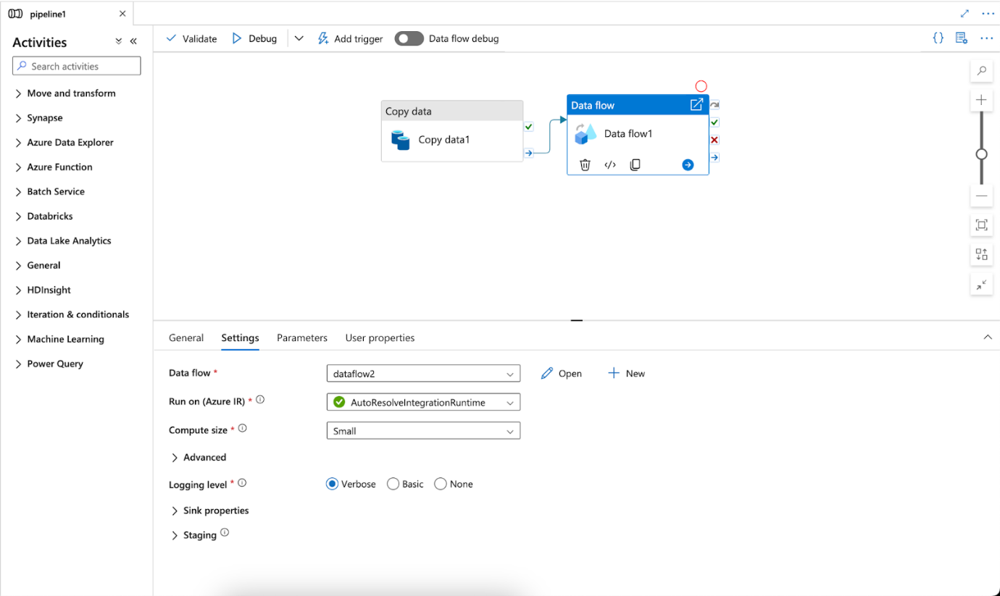 pipeline1
Activities
Validate
Debug
Add trigger
Data flow debug
Search activities
Move and transform
Synapse
Azure Data Explorer
Azure Function
Batch Service
Databricks
Data Lake Analytics
General
HDInsight
Iteration & conditionals
Machine Learning
Power Query
Copy data
Copy data1
Data flow
Data flow1
General Settings Parameters User properties
Data flow * dataflow2 Open New
Run on (Azure IR) * AutoResolveIntegrationRuntime
Compute size * Small
Advanced
Logging level * Verbose Basic None
Sink properties
Staging